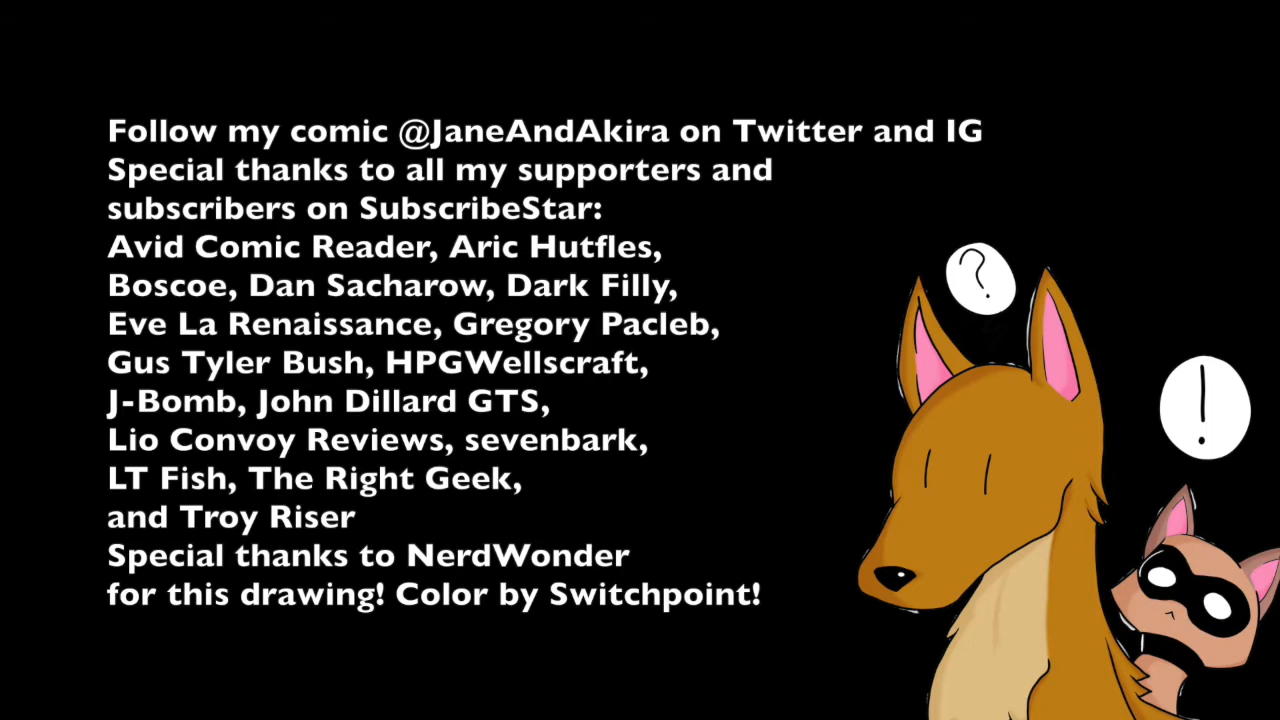 Follow my comic @JaneAndAkira on Twitter and IG
Special thanks to all my supporters and
subscribers on SubscribeStar:
Avid Comic Reader, Aric Hutfles,
Boscoe, Dan Sacharow, Dark Filly,
Eve La Renaissance, Gregory Pacleb,
Gus Tyler Bush, HPGWellscraft,
J-Bomb, John Dillard GTS,
Lio Convoy Reviews, sevenbark,
LT Fish, The Right Geek,
and Troy Riser
Special thanks to NerdWonder
for this drawing! Color by Switchpoint!
?
!